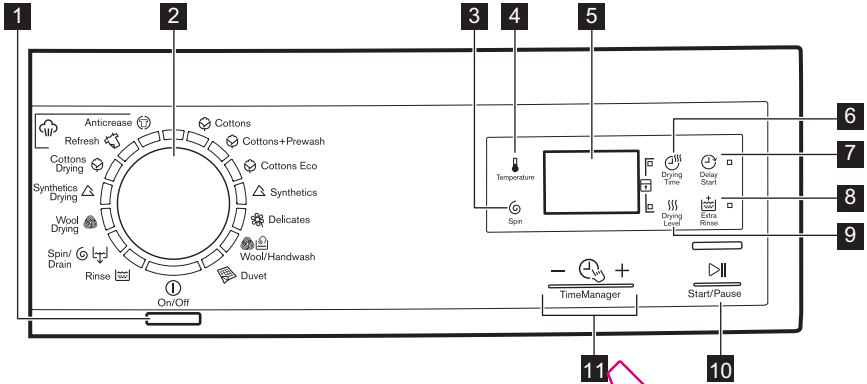 1
2
3
4
5
6
7
8
9
10
11
Anticrease
Refresh
Cottons
Drying
Synthetics
Drying
Wool
Drying
Spin/
Drain
Rinse
Cottons
Cottons+Prewash
Cottons Eco
Synthetics
Delicates
Wool/Handwash
Duvet
On/Off
Temperature
Spin
Drying
Time
Delay
Start
Drying
Level
Extra
Rinse
TimeManager
Start/Pause